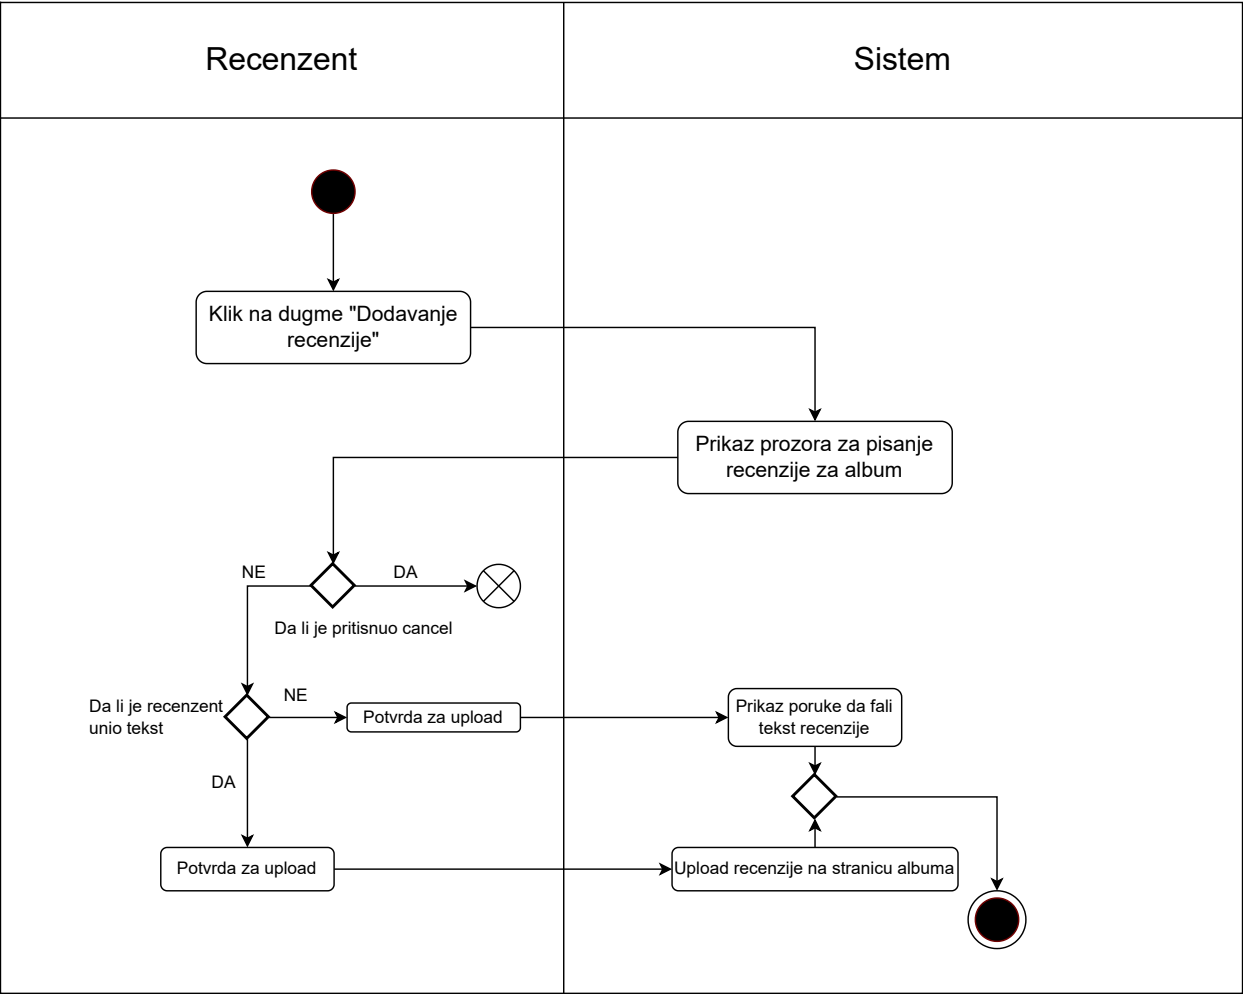 Recenzent
Sistem
Klik na dugme "Dodavanje
recenzije"
Prikaz prozora za pisanje
recenzije za album
NE
DA
Da li je pritisnuo cancel
Da li je recenzent
unio tekst
NE
Potvrda za upload
Prikaz poruke da fali
tekst recenzije
DA
Potvrda za upload
Upload recenzije na stranicu albuma